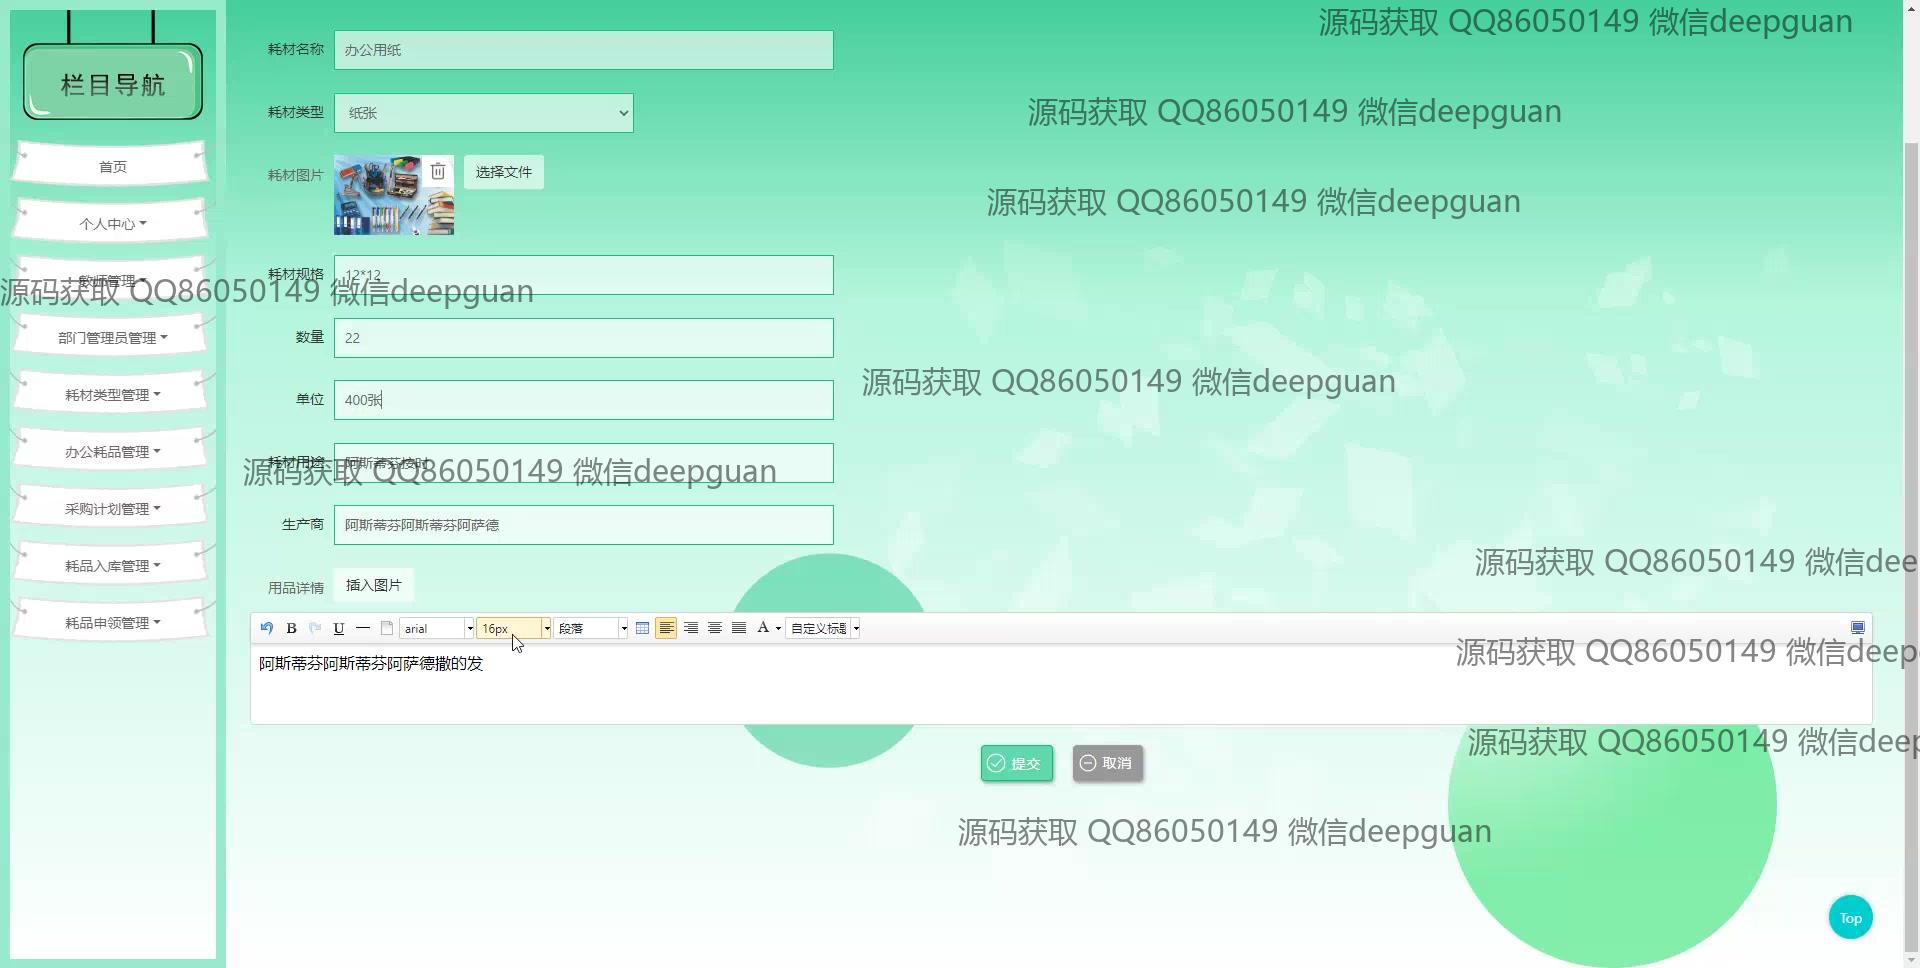 栏目导航
首页
个人中心
教师管理
部门管理员管理
耗材类型管理
办公耗品管理
采购计划管理
耗品入库管理
耗品申领管理
耗材名称 办公用纸
耗材类型 纸张
耗材图片 选择文件
耗材规格 12*12
数量 22
单位 400张
耗材用途 阿斯蒂芬按时
生产商 阿斯蒂芬阿斯蒂芬阿萨德
用品详情 插入图片
B U arial 16px 段落 A 自定义标题
阿斯蒂芬阿斯蒂芬阿萨德撒的发
提交 取消
Top
源码获取 QQ86050149 微信deepguan
源码获取 QQ86050149 微信deepguan
源码获取 QQ86050149 微信deepguan
源码获取 QQ86050149 微信deepguan
源码获取 QQ86050149 微信deepguan
源码获取 QQ86050149 微信deepguan
源码获取 QQ86050149 微信dee
源码获取 QQ86050149 微信deep
源码获取 QQ86050149 微信deep
源码获取 QQ86050149 微信deepguan